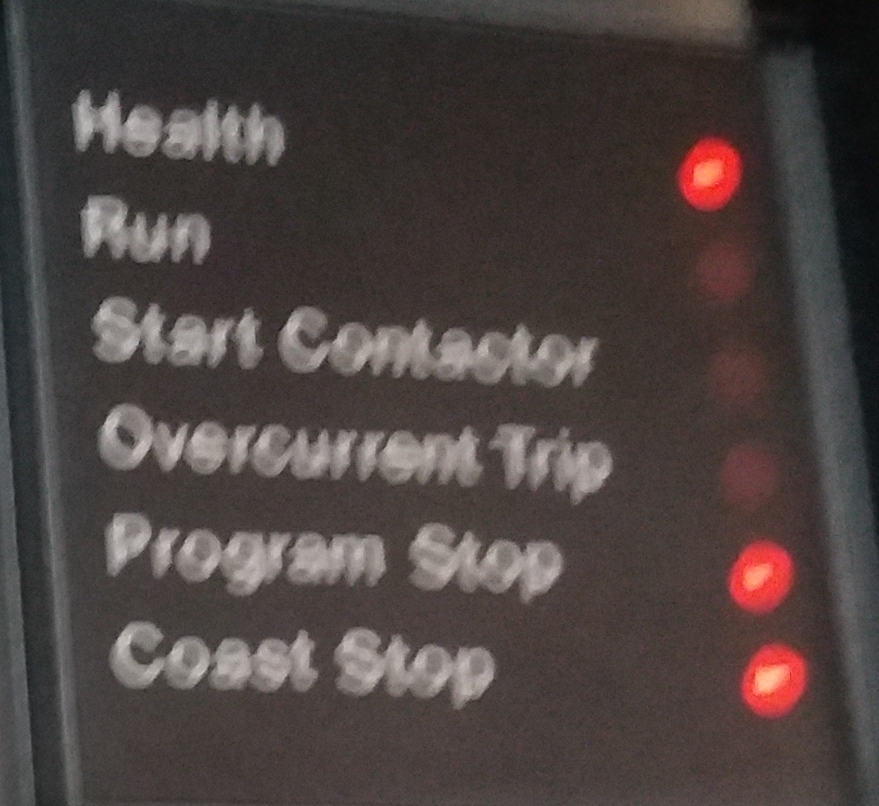 Health
Run
Start Contactor
Overcurrent Trip
Program Stop
Coast Stop